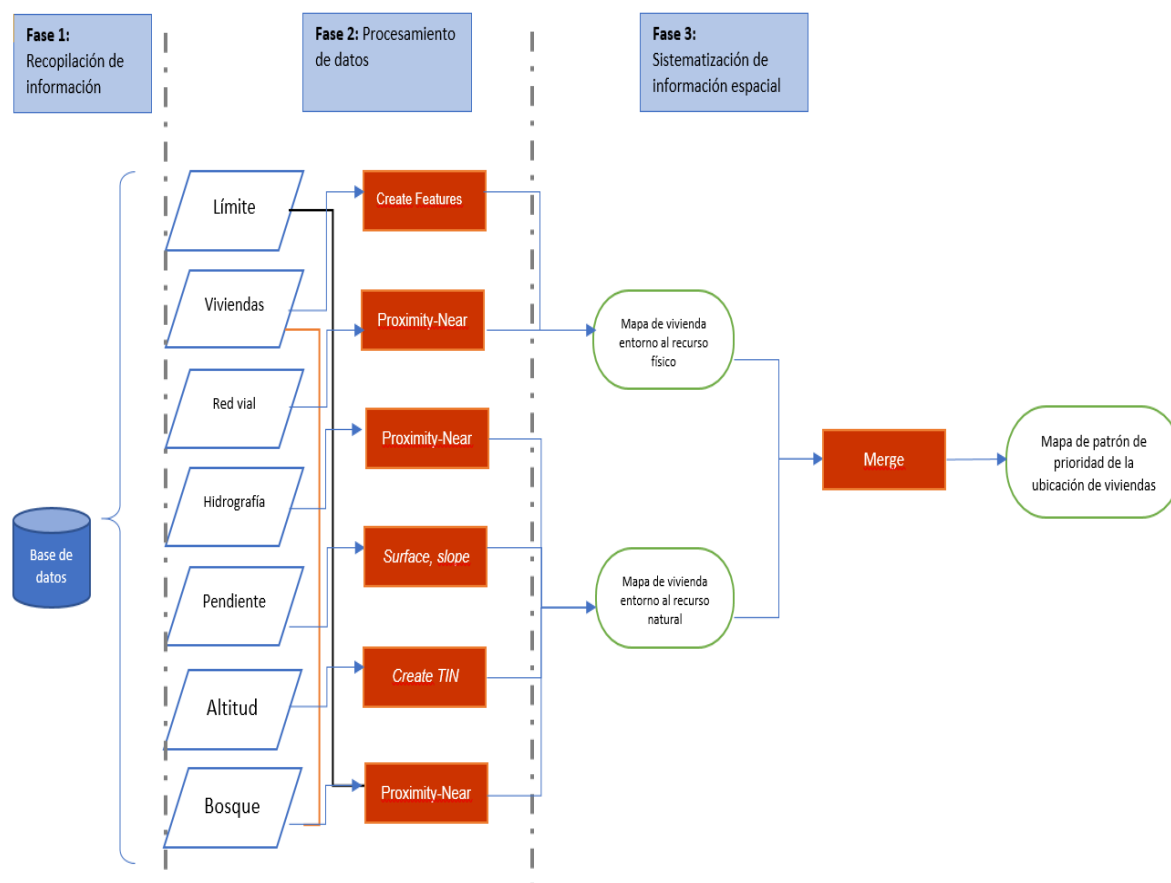 Fase 1:
Recopilación de
información
Fase 2: Procesamiento
de datos
Fase 3:
Sistematización de
información espacial
Límite
Create Features
Viviendas
Proximity-Near
Mapa de vivienda
entorno al recurso
físico
Red vial
Proximity-Near
Merge
Mapa de patrón de
prioridad de la
ubicación de viviendas
Hidrografía
Base de
datos
Surface, slope
Pendiente
Mapa de vivienda
entorno al recurso
natural
Create TIN
Altitud
Proximity-Near
Bosque